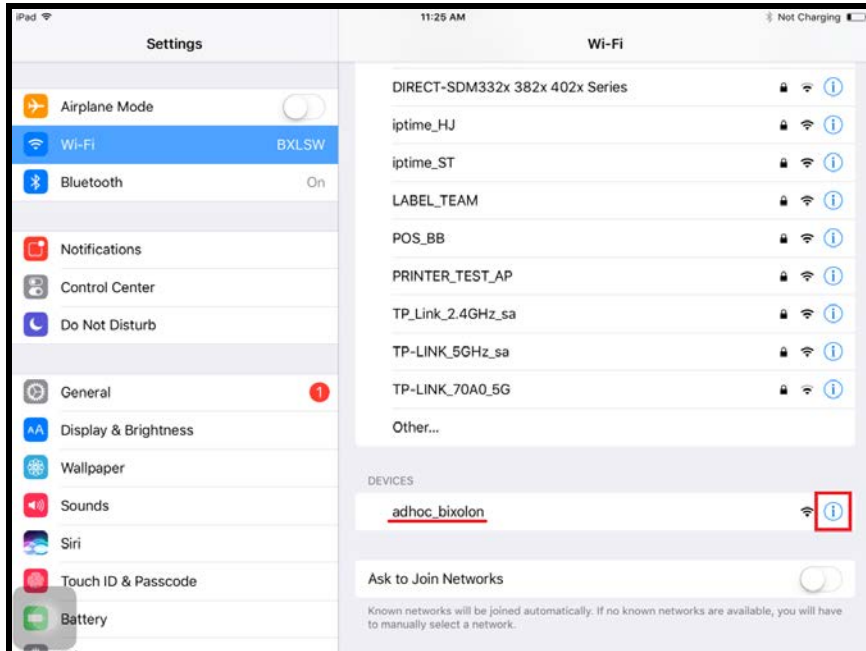 iPad
11:25 AM
Not Charging
Settings
Wi-Fi
Airplane Mode
Wi-Fi BXLSW
Bluetooth On
Notifications
Control Center
Do Not Disturb
General 1
AA Display & Brightness
Wallpaper
Sounds
Siri
Touch ID & Passcode
Battery
DIRECT-SDM332x 382x 402x Series
iptime_HJ
iptime_ST
LABEL_TEAM
POS_BB
PRINTER_TEST_AP
TP_Link_2.4GHz_sa
TP-LINK_5GHz_sa
TP-LINK_70A0_5G
Other...
DEVICES
adhoc_bixolon
Ask to Join Networks
Known networks will be joined automatically. If no known networks are available, you will have
to manually select a network.